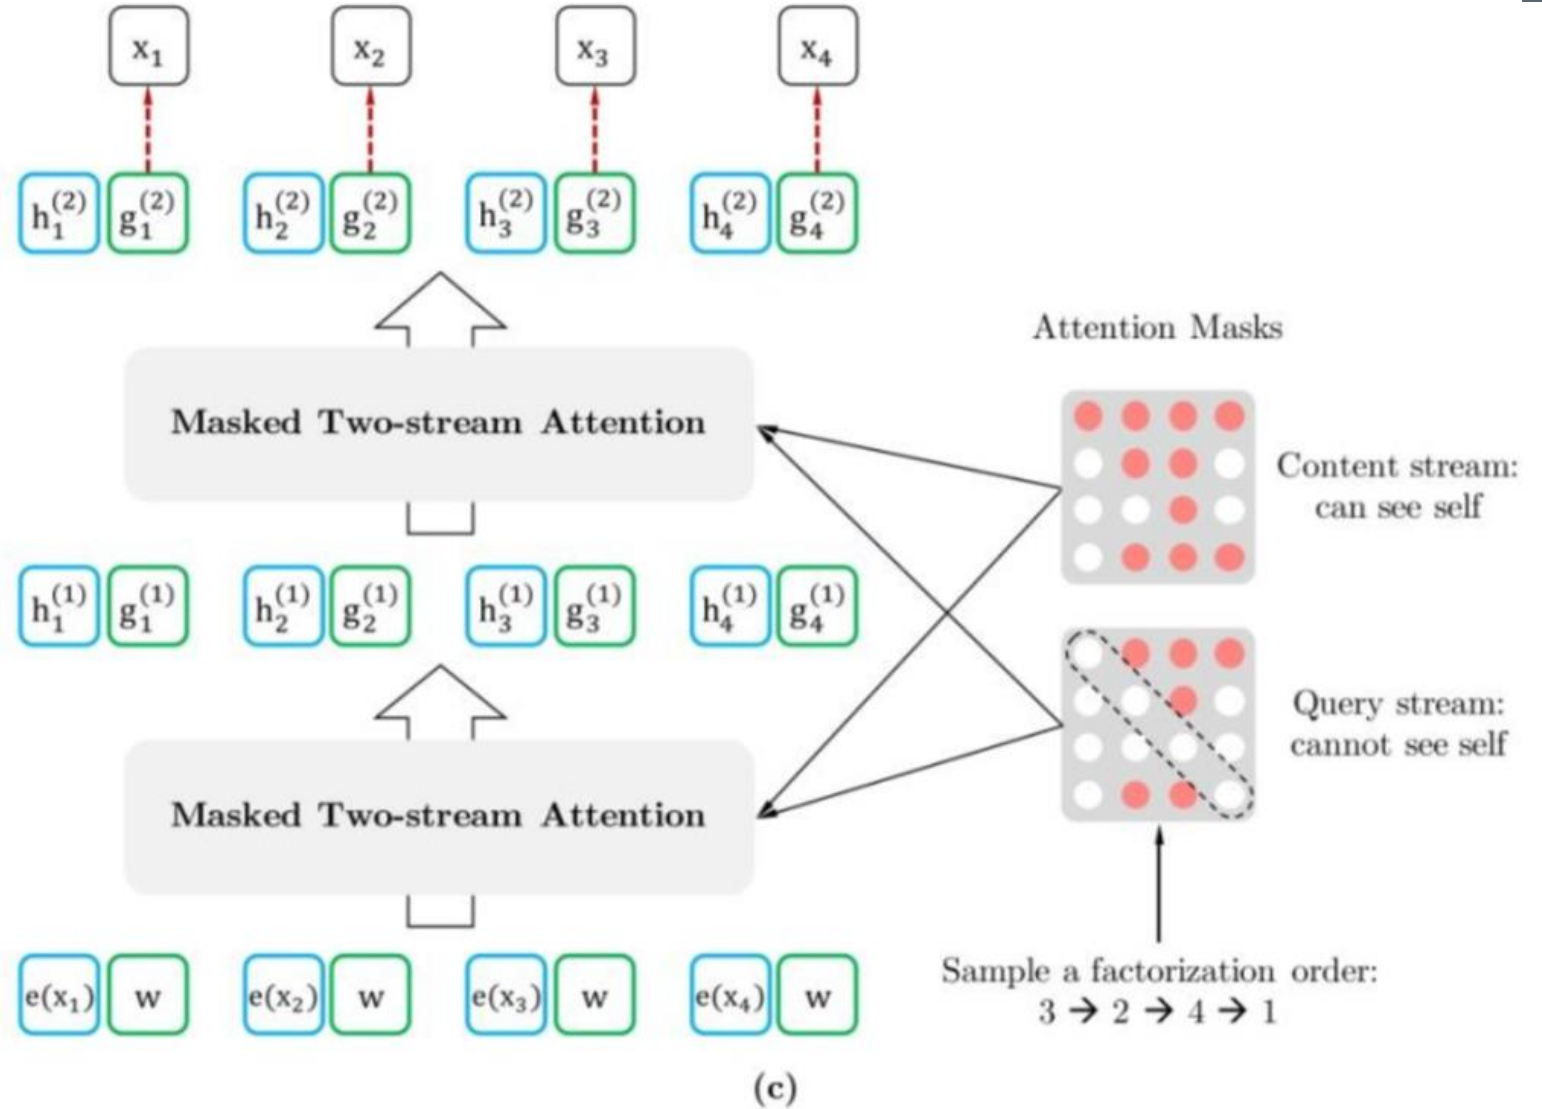 x₁ x₂ x₃ x₄
h₁⁽²⁾ g₁⁽²⁾ h₂⁽²⁾ g₂⁽²⁾ h₃⁽²⁾ g₃⁽²⁾ h₄⁽²⁾ g₄⁽²⁾
Masked Two-stream Attention
h₁⁽¹⁾ g₁⁽¹⁾ h₂⁽¹⁾ g₂⁽¹⁾ h₃⁽¹⁾ g₃⁽¹⁾ h₄⁽¹⁾ g₄⁽¹⁾
Masked Two-stream Attention
e(x₁) w e(x₂) w e(x₃) w e(x₄) w
Attention Masks
Content stream:
can see self
Query stream:
cannot see self
Sample a factorization order:
3 → 2 → 4 → 1
(c)